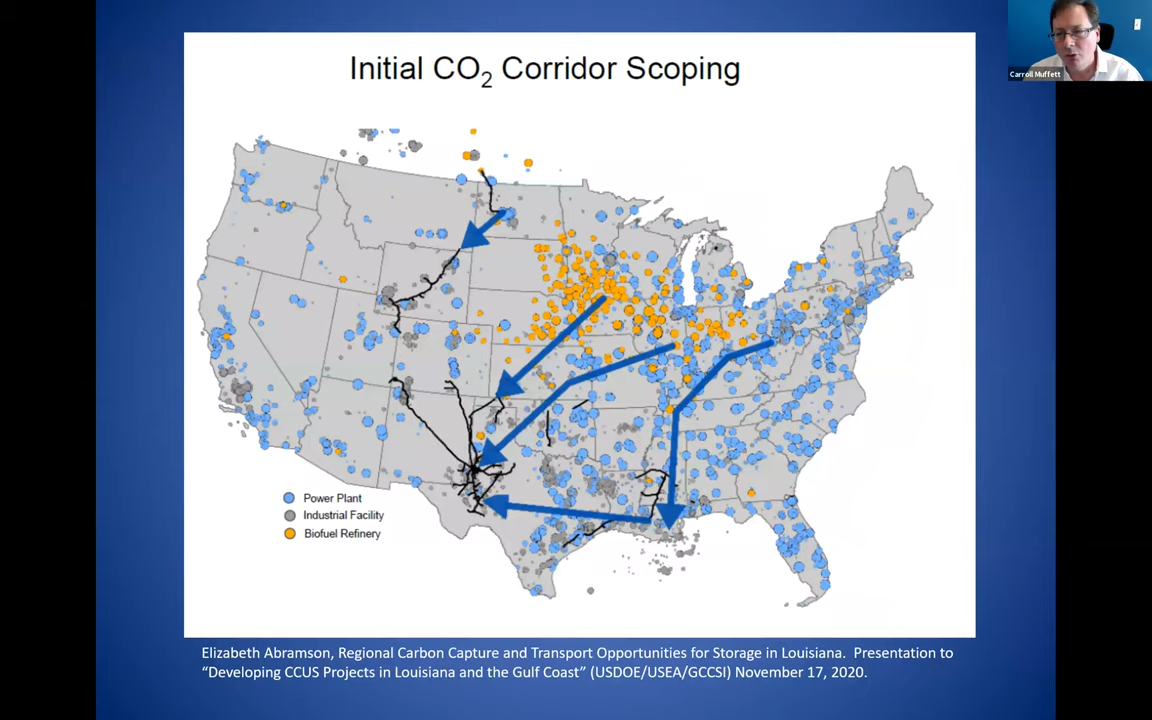 Carroll Muffett
Initial CO2 Corridor Scoping
Power Plant
Industrial Facility
Biofuel Refinery
Elizabeth Abramson, Regional Carbon Capture and Transport Opportunities for Storage in Louisiana. Presentation to
“Developing CCUS Projects in Louisiana and the Gulf Coast” (USDOE/USEA/GCCSI) November 17, 2020.